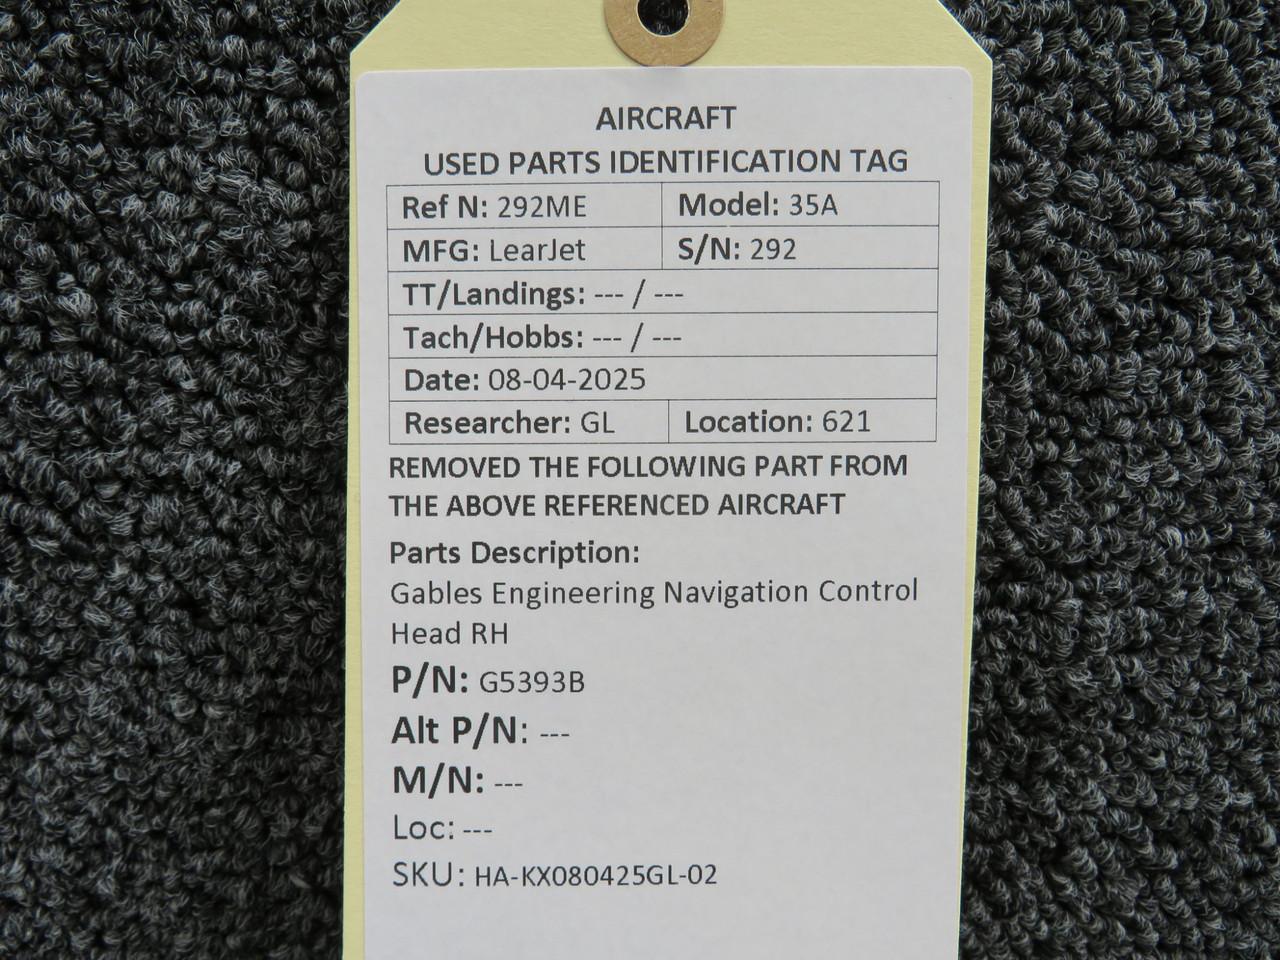 AIRCRAFT
USED PARTS IDENTIFICATION TAG
Ref N: 292ME Model: 35A
MFG: LearJet S/N: 292
TT/Landings: --- / ---
Tach/Hobbs: --- / ---
Date: 08-04-2025
Researcher: GL Location: 621
REMOVED THE FOLLOWING PART FROM
THE ABOVE REFERENCED AIRCRAFT
Parts Description:
Gables Engineering Navigation Control
Head RH
P/N: G5393B
Alt P/N: ---
M/N: ---
Loc: ---
SKU: HA-KX080425GL-02